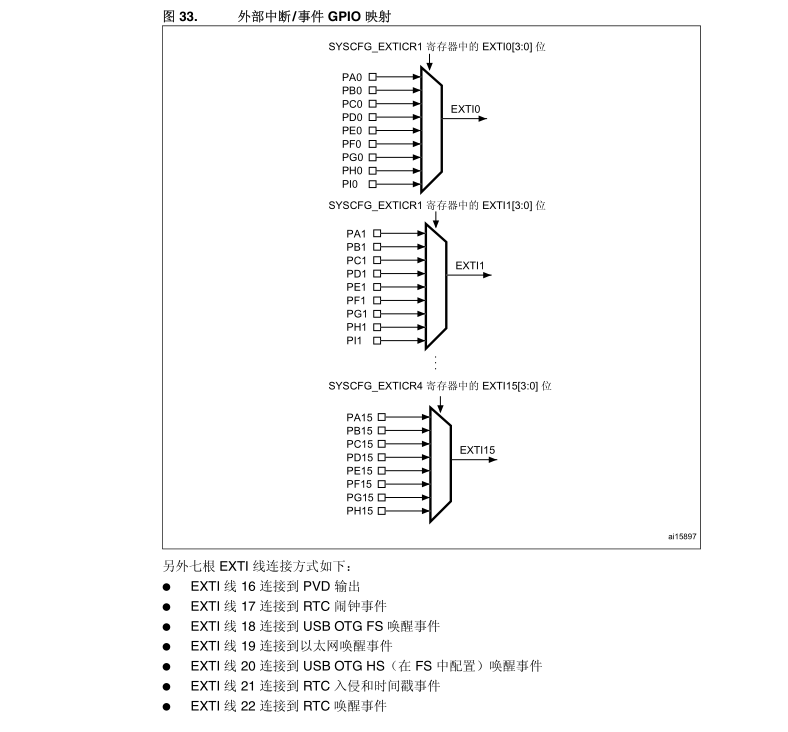 图 33. 外部中断/事件 GPIO 映射
SYSCFG_EXTICR1 寄存器中的 EXTI0[3:0] 位
PA0
PB0
PC0
PD0
PE0
PF0
PG0
PH0
PI0
EXTI0
SYSCFG_EXTICR1 寄存器中的 EXTI1[3:0] 位
PA1
PB1
PC1
PD1
PE1
PF1
PG1
PH1
PI1
EXTI1
SYSCFG_EXTICR4 寄存器中的 EXTI15[3:0] 位
PA15
PB15
PC15
PD15
PE15
PF15
PG15
PH15
EXTI15
ai15897
另外七根 EXTI 线连接方式如下:
● EXTI 线 16 连接到 PVD 输出
● EXTI 线 17 连接到 RTC 闹钟事件
● EXTI 线 18 连接到 USB OTG FS 唤醒事件
● EXTI 线 19 连接到以太网唤醒事件
● EXTI 线 20 连接到 USB OTG HS（在 FS 中配置）唤醒事件
● EXTI 线 21 连接到 RTC 入侵和时间戳事件
● EXTI 线 22 连接到 RTC 唤醒事件